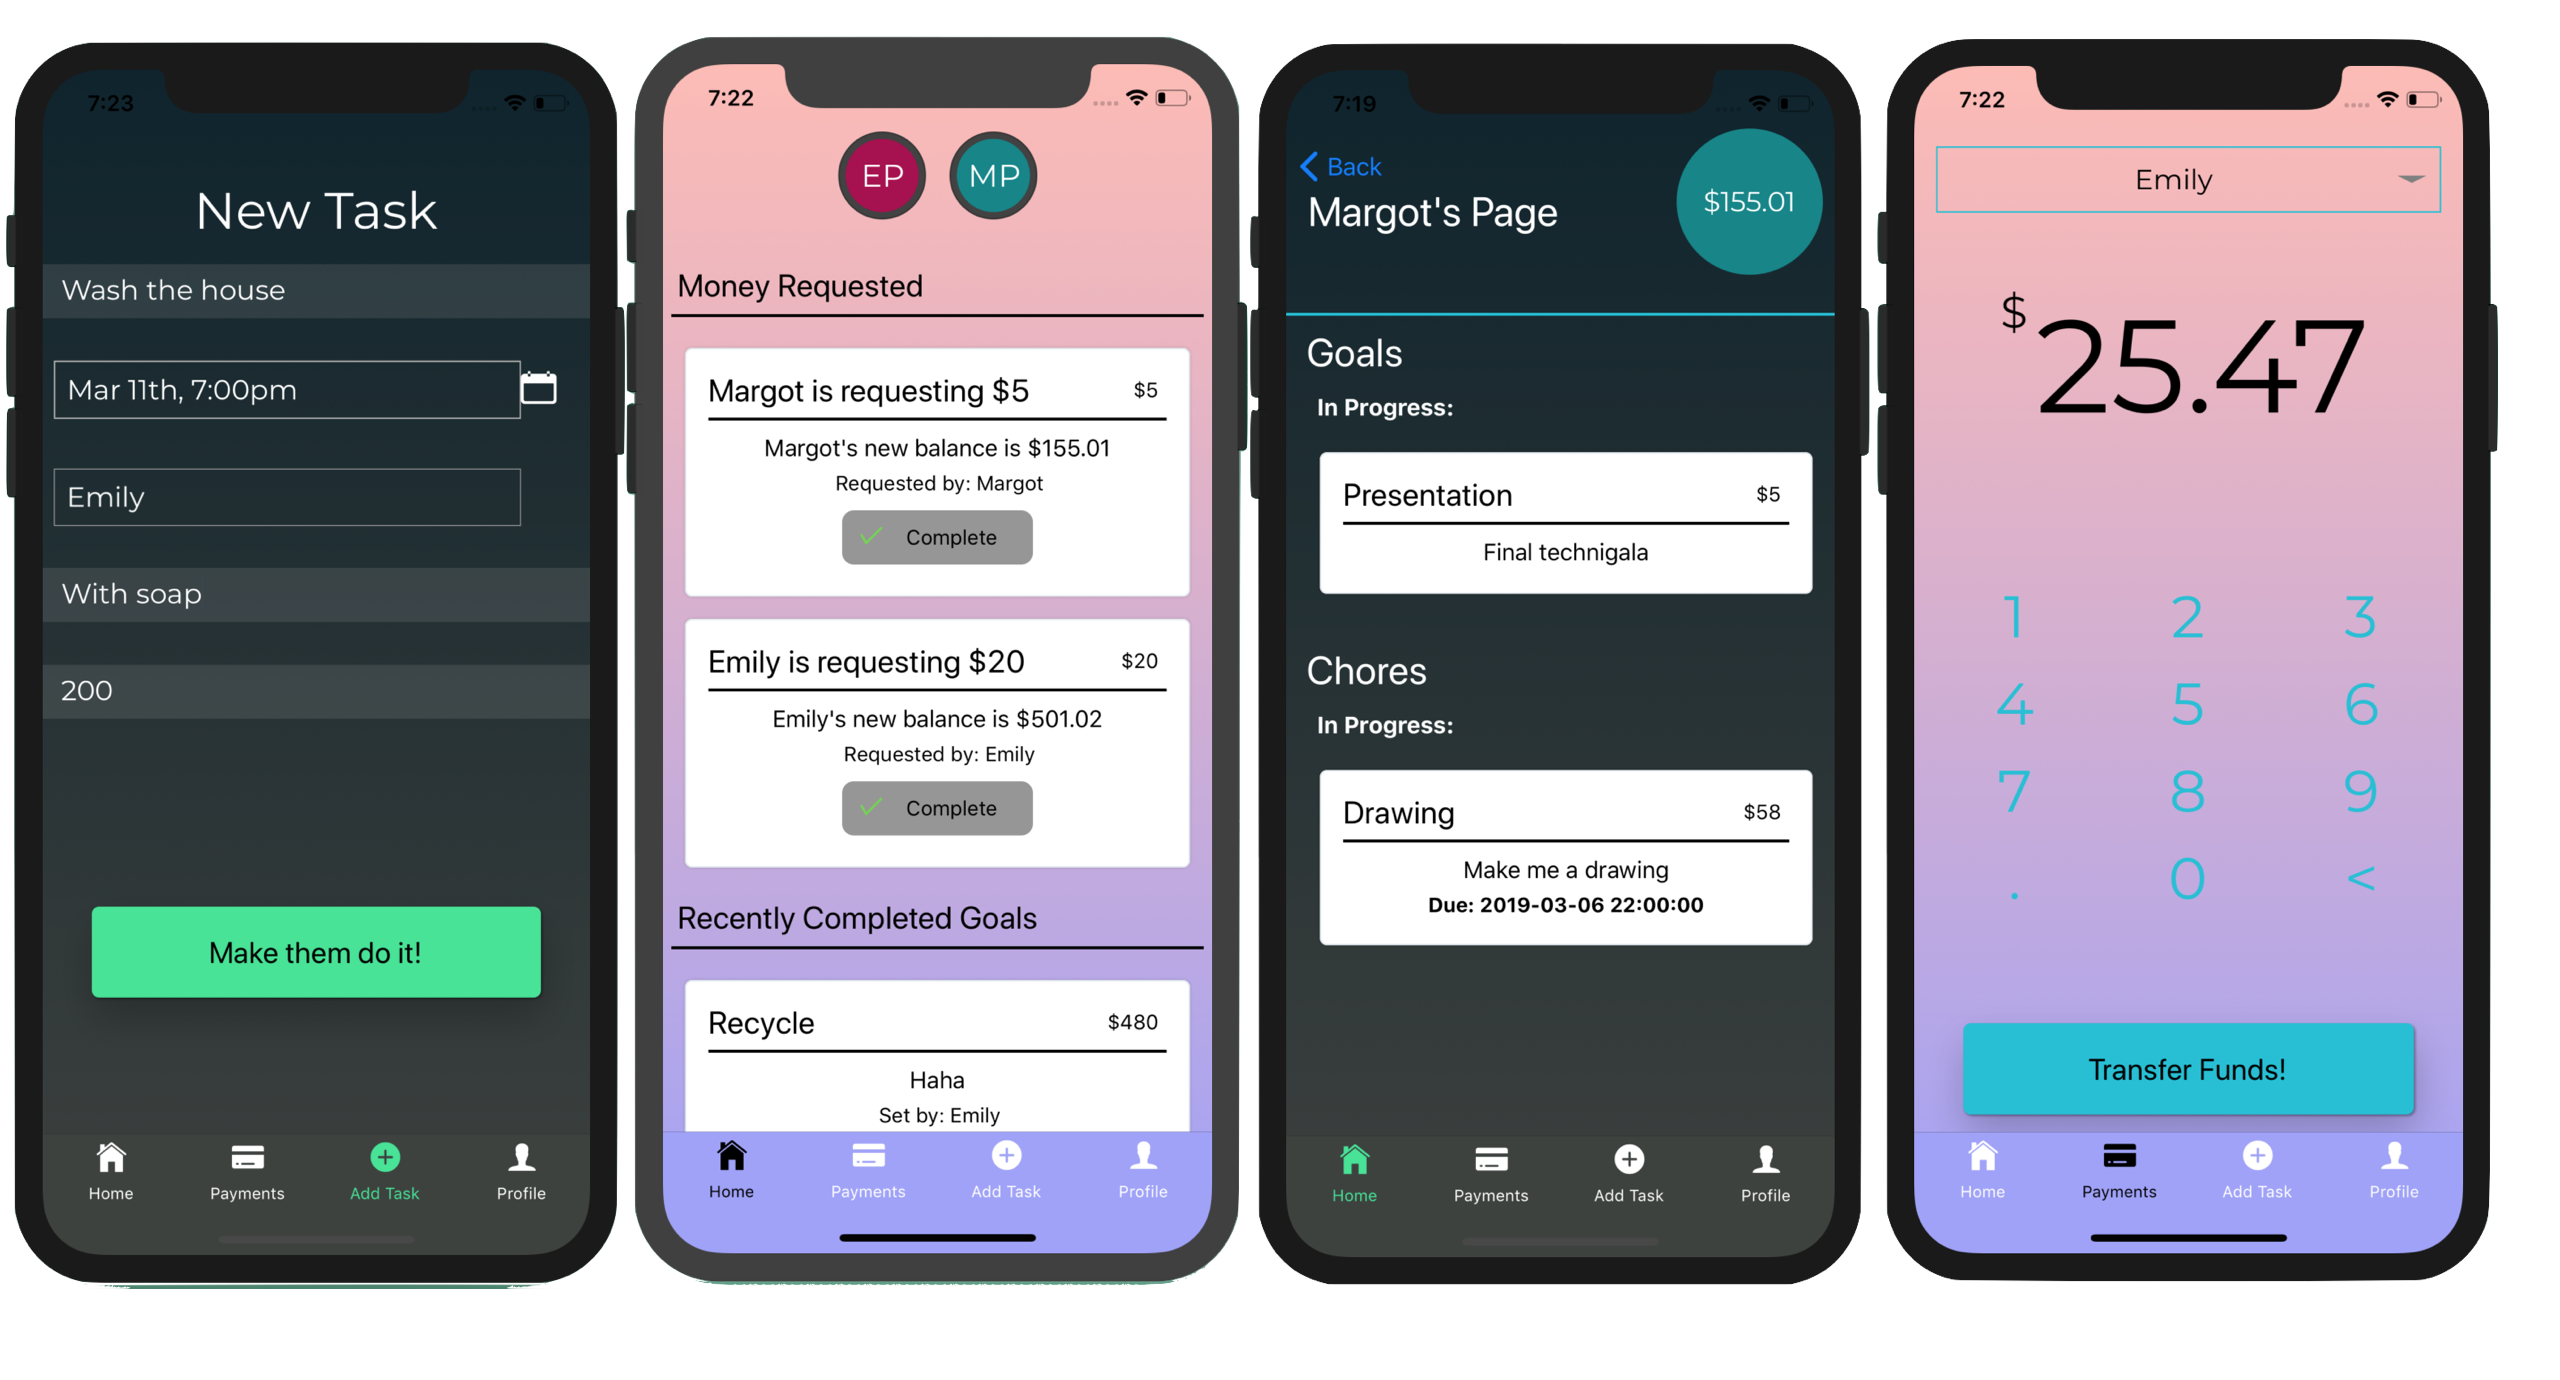 7:23
New Task
Wash the house
Mar 11th, 7:00pm
Emily
With soap
200
Make them do it!
Home Payments Add Task Profile
7:22
EP MP
Money Requested
Margot is requesting $5 $5
Margot's new balance is $155.01
Requested by: Margot
Complete
Emily is requesting $20 $20
Emily's new balance is $501.02
Requested by: Emily
Complete
Recently Completed Goals
Recycle $480
Haha
Set by: Emily
Home Payments Add Task Profile
7:19
Back
Margot's Page $155.01
Goals
In Progress:
Presentation $5
Final technigala
Chores
In Progress:
Drawing $58
Make me a drawing
Due: 2019-03-06 22:00:00
Home Payments Add Task Profile
7:22
Emily
$25.47
1 2 3
4 5 6
7 8 9
. 0 <
Transfer Funds!
Home Payments Add Task Profile